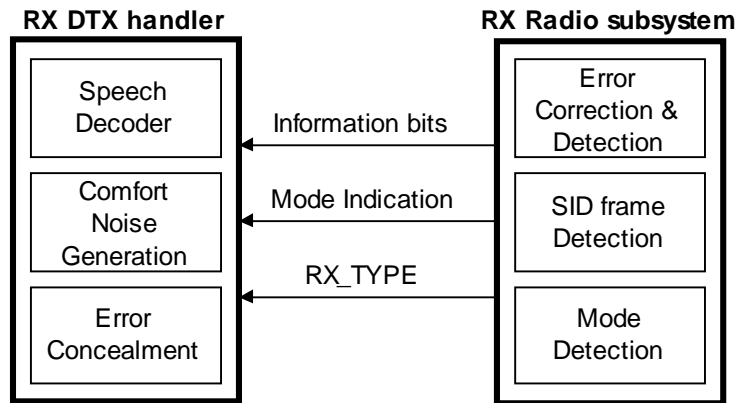 RX DTX handler
RX Radio subsystem
Speech
Decoder
Comfort
Noise
Generation
Error
Concealment
Information bits
Mode Indication
RX_TYPE
Error
Correction &
Detection
SID frame
Detection
Mode
Detection